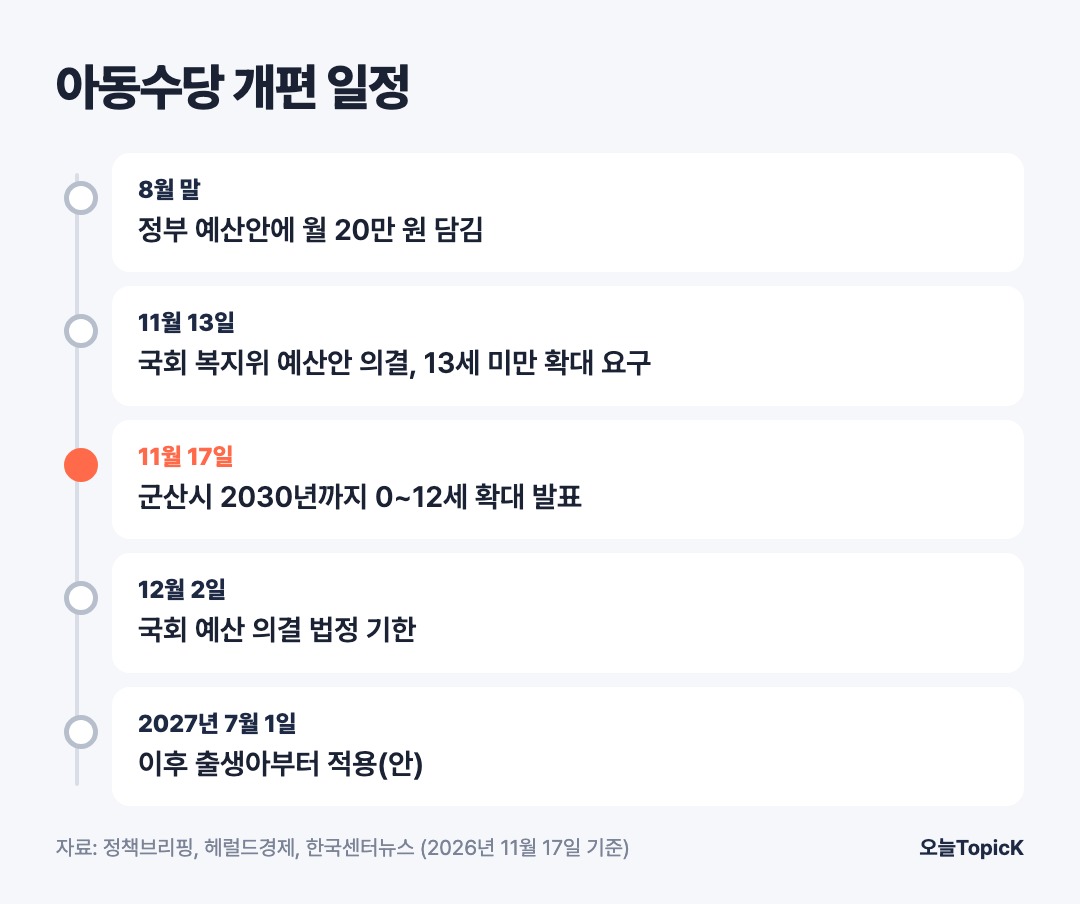 아동수당 개편 일정
8월 말
정부 예산안에 월 20만 원 담김
11월 13일
국회 복지위 예산안 의결, 13세 미만 확대 요구
11월 17일
군산시 2030년까지 0~12세 확대 발표
12월 2일
국회 예산 의결 법정 기한
2027년 7월 1일
이후 출생아부터 적용(안)
자료: 정책브리핑, 헤럴드경제, 한국센터뉴스 (2026년 11월 17일 기준)
오늘TopicK